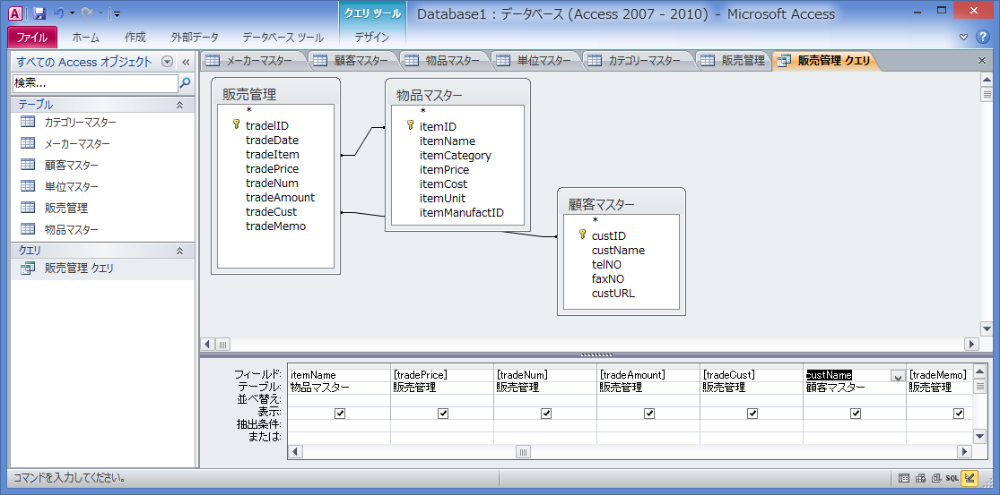 クエリ ツール
Database1 : データベース (Access 2007 - 2010) - Microsoft Access
ファイル ホーム 作成 外部データ データベース ツール デザイン
すべての Access オブジェクト
検索...
テーブル
カテゴリーマスター
メーカーマスター
顧客マスター
単位マスター
販売管理
物品マスター
クエリ
販売管理 クエリ
メーカーマスター 顧客マスター 物品マスター 単位マスター カテゴリーマスター 販売管理 販売管理 クエリ
販売管理
*
tradeIID
tradeDate
tradeItem
tradePrice
tradeNum
tradeAmount
tradeCust
tradeMemo
物品マスター
*
itemID
itemName
itemCategory
itemPrice
itemCost
itemUnit
itemManufactID
顧客マスター
*
custID
custName
telNO
faxNO
custURL
フィールド: itemName [tradePrice] [tradeNum] [tradeAmount] [tradeCust] custName [tradeMemo]
テーブル: 物品マスター 販売管理 販売管理 販売管理 販売管理 顧客マスター 販売管理
並べ替え:
表示:
抽出条件:
または:
コマンドを入力してください。
SQL